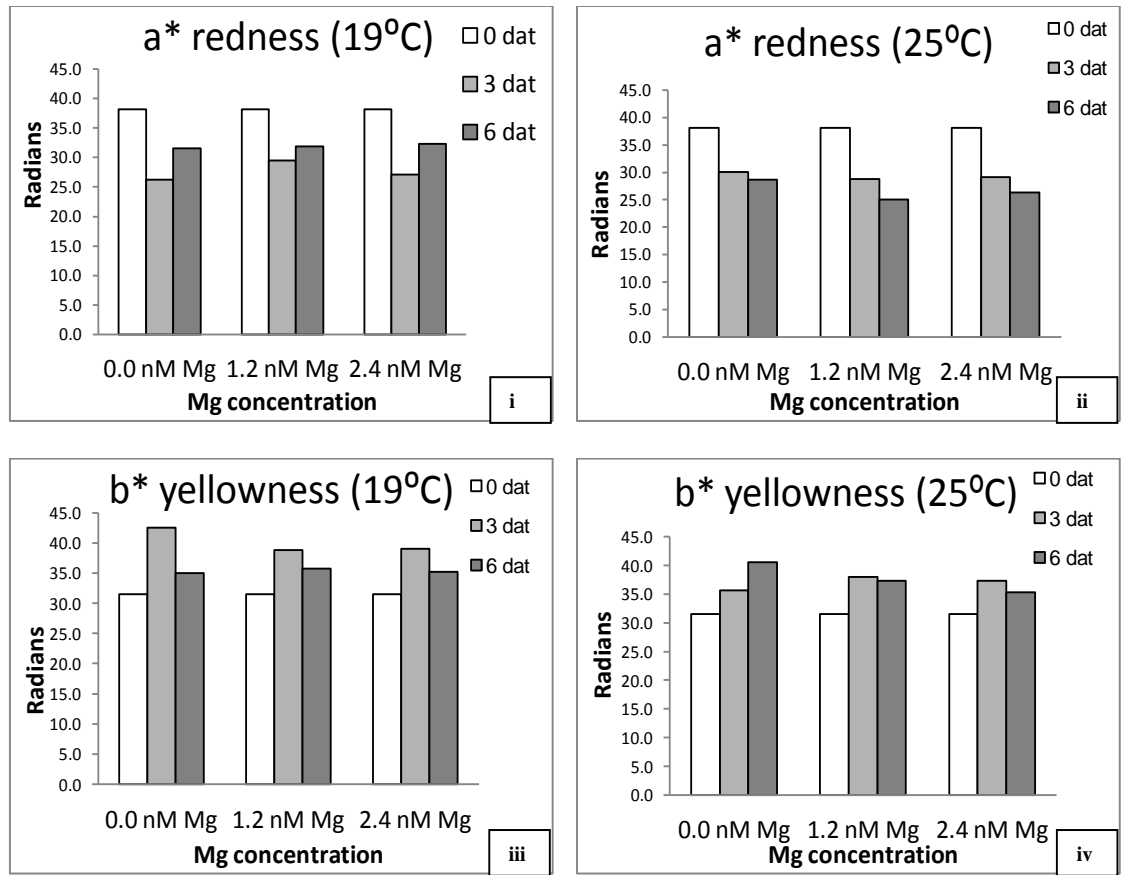 a* redness (19⁰C)
0 dat
3 dat
6 dat
45.0
40.0
35.0
30.0
25.0
20.0
15.0
10.0
5.0
0.0
Radians
0.0 nM Mg 1.2 nM Mg 2.4 nM Mg
Mg concentration
i
a* redness (25⁰C)
0 dat
3 dat
6 dat
45.0
40.0
35.0
30.0
25.0
20.0
15.0
10.0
5.0
0.0
Radians
0.0 nM Mg 1.2 nM Mg 2.4 nM Mg
Mg concentration
ii
b* yellowness (19⁰C)
0 dat
3 dat
6 dat
45.0
40.0
35.0
30.0
25.0
20.0
15.0
10.0
5.0
0.0
Radians
0.0 nM Mg 1.2 nM Mg 2.4 nM Mg
Mg concentration
iii
b* yellowness (25⁰C)
0 dat
3 dat
6 dat
45.0
40.0
35.0
30.0
25.0
20.0
15.0
10.0
5.0
0.0
Radians
0.0 nM Mg 1.2 nM Mg 2.4 nM Mg
Mg concentration
iv